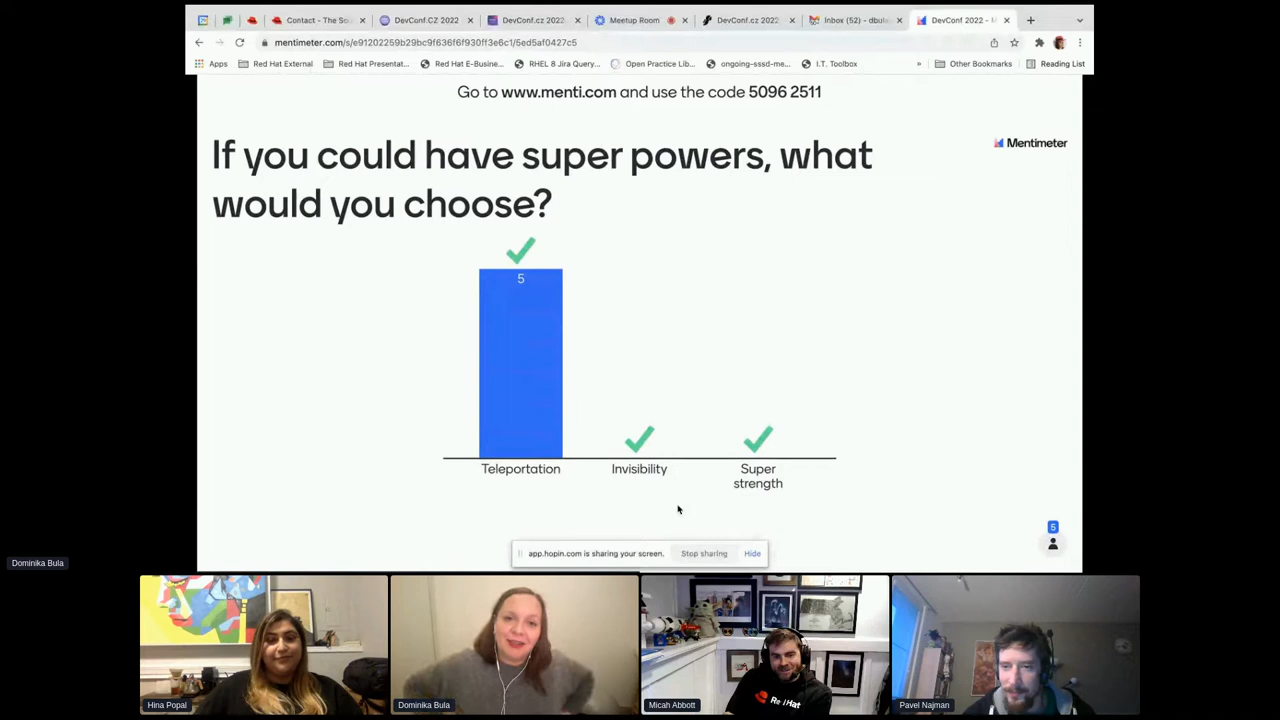 Contact - The So
DevConf.CZ 2022
DevConf.cz 2022
Meetup Room
DevConf.cz 2022
Inbox (52) - dbulo
DevConf 2022 - M
mentimeter.com/s/e91202259b29bc9f636f6f930ff3e6c1/5ed5af0427c5
Apps
Red Hat External
Red Hat Presentat...
Red Hat E-Busine...
RHEL 8 Jira Query...
Open Practice Lib...
ongoing-sssd-me...
I.T. Toolbox
»
Other Bookmarks
Reading List
Go to www.menti.com and use the code 5096 2511
If you could have super powers, what
would you choose?
Mentimeter
5
Teleportation
Invisibility
Super
strength
5
app.hopin.com is sharing your screen.
Stop sharing
Hide
Dominika Bula
Hina Popal
Dominika Bula
Micah Abbott
Red Hat
Pavel Najman